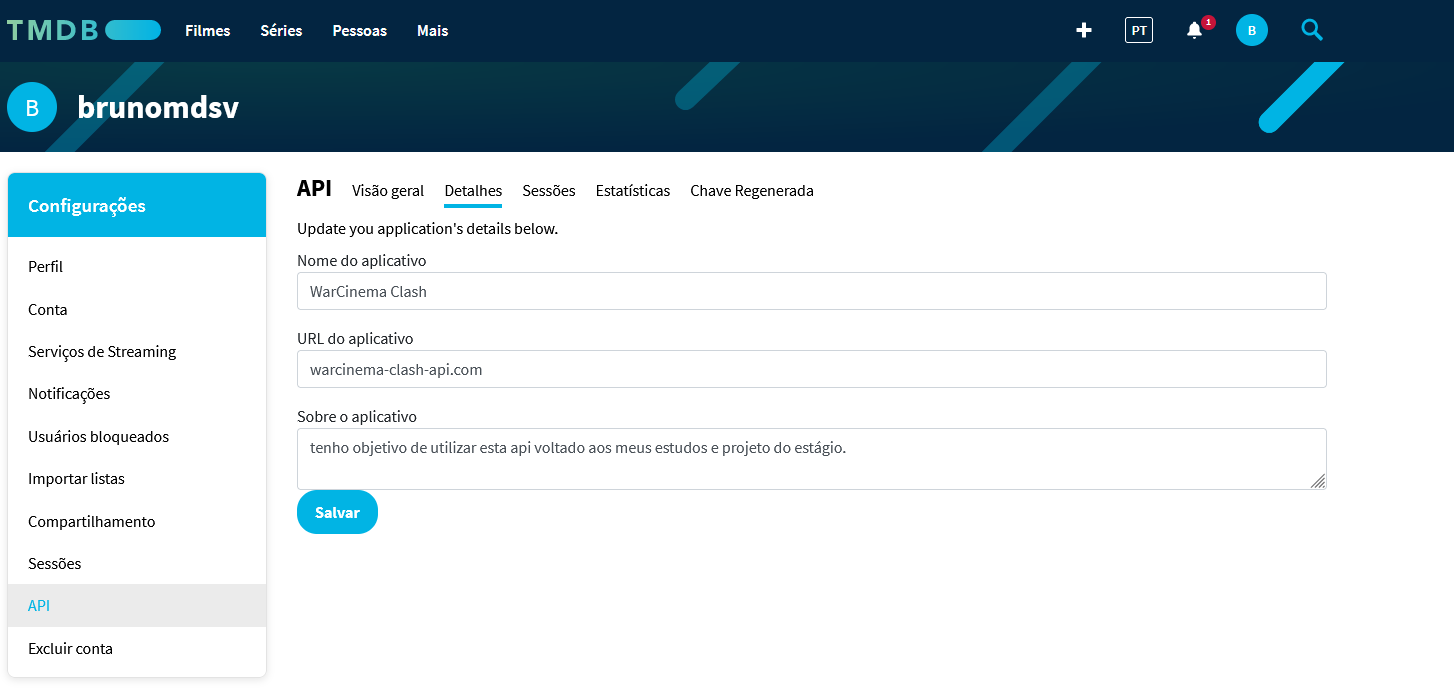 TMDB Filmes Séries Pessoas Mais PT 1 B
B brunomdsv
Configurações
Perfil
Conta
Serviços de Streaming
Notificações
Usuários bloqueados
Importar listas
Compartilhamento
Sessões
API
Excluir conta
API Visão geral Detalhes Sessões Estatísticas Chave Regenerada
Update you application's details below.
Nome do aplicativo
WarCinema Clash
URL do aplicativo
warcinema-clash-api.com
Sobre o aplicativo
tenho objetivo de utilizar esta api voltado aos meus estudos e projeto do estágio.
Salvar